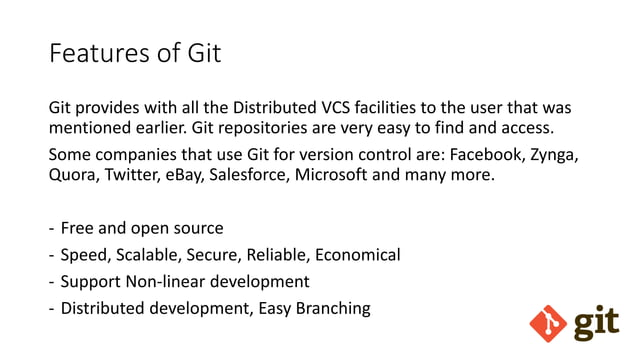 Features of Git
Git provides with all the Distributed VCS facilities to the user that was
mentioned earlier. Git repositories are very easy to find and access.
Some companies that use Git for version control are: Facebook, Zynga,
Quora, Twitter, eBay, Salesforce, Microsoft and many more.
- Free and open source
- Speed, Scalable, Secure, Reliable, Economical
- Support Non-linear development
- Distributed development, Easy Branching
git